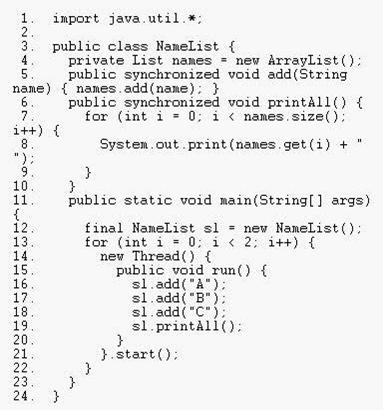 1. import java.util.*;
2.
3. public class NameList {
4. private List names = new ArrayList();
5. public synchronized void add(String
name) { names.add(name); }
6. public synchronized void printAll() {
7. for (int i = 0; i < names.size();
i++) {
8. System.out.print(names.get(i) + "
");
9. }
10. }
11. public static void main(String[] args)
{
12. final NameList sl = new NameList();
13. for (int i = 0; i < 2; i++) {
14. new Thread() {
15. public void run() {
16. sl.add("A");
17. sl.add("B");
18. sl.add("C");
19. sl.printAll();
20. }
21. }.start();
22. }
23. }
24. }